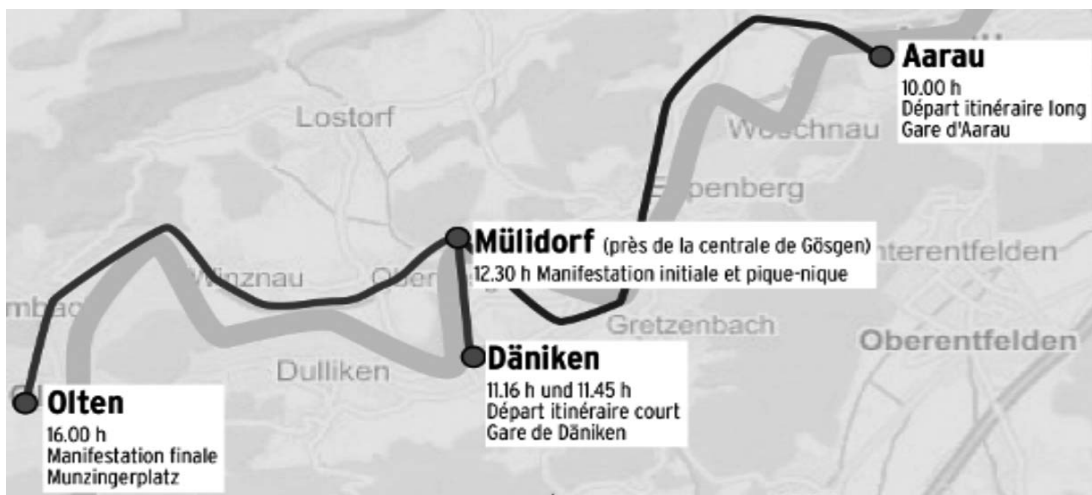 Aarau
10.00 h
Départ itinéraire long
Gare d'Aarau
Lostorf
Mülidorf (près de la centrale de Gösgen)
12.30 h Manifestation initiale et pique-nique
Winznau
Gretzenbach
Oberentfelden
Dulliken
Däniken
11.16 h und 11.45 h
Départ itinéraire court
Gare de Däniken
Olten
16.00 h
Manifestation finale
Munzingerplatz